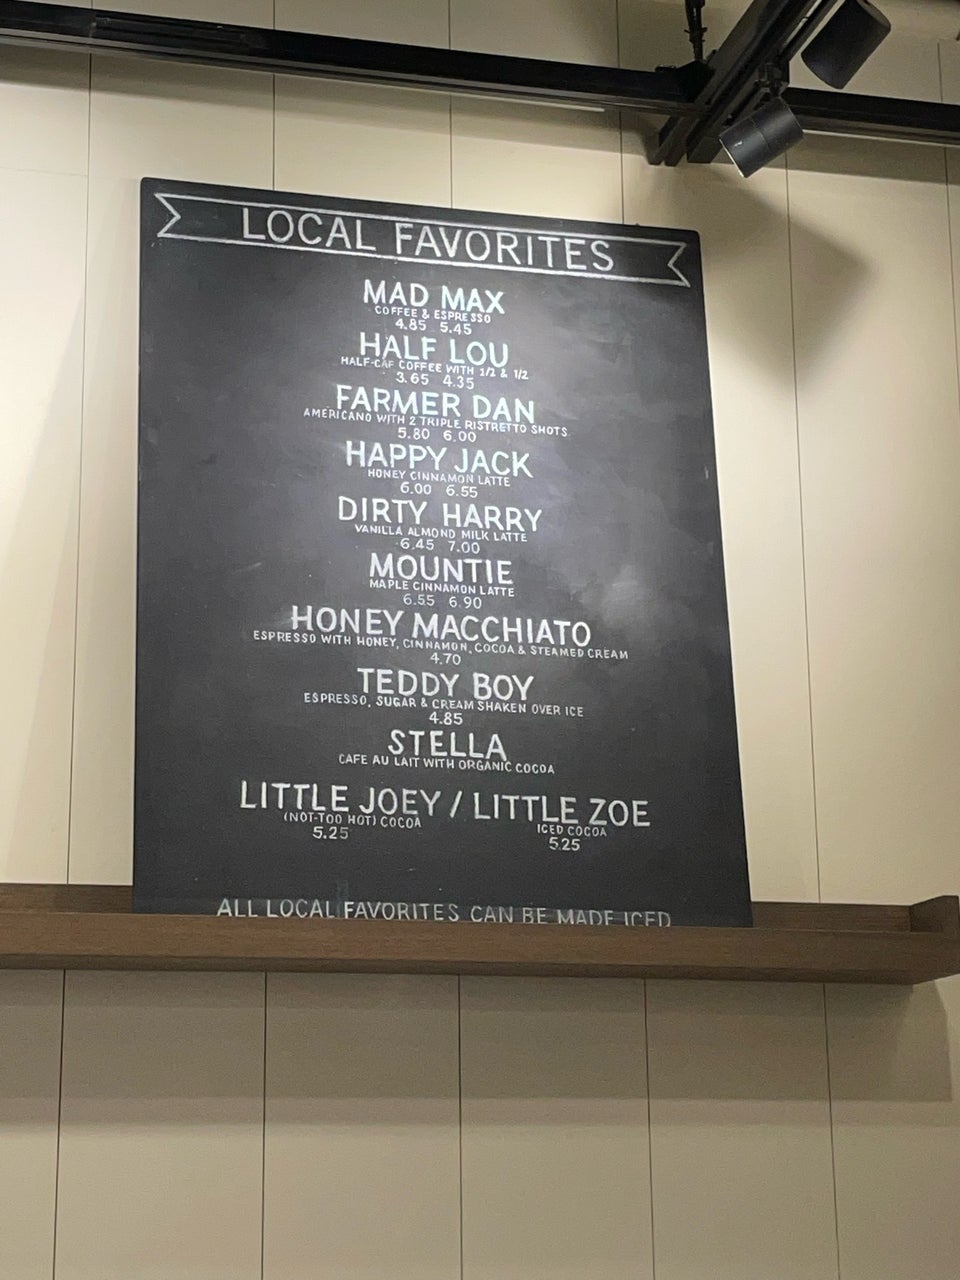 LOCAL FAVORITES
MAD MAX
COFFEE & ESPRESSO
4.85 5.45
HALF LOU
HALF-CAF COFFEE WITH 1/2 & 1/2
3.65 4.35
FARMER DAN
AMERICANO WITH 2 TRIPLE RISTRETTO SHOTS
5.80 6.00
HAPPY JACK
HONEY CINNAMON LATTE
6.00 6.55
DIRTY HARRY
VANILLA ALMOND MILK LATTE
6.45 7.00
MOUNTIE
MAPLE CINNAMON LATTE
6.55 6.90
HONEY MACCHIATO
ESPRESSO WITH HONEY, CINNAMON, COCOA & STEAMED CREAM
4.70
TEDDY BOY
ESPRESSO, SUGAR & CREAM SHAKEN OVER ICE
4.85
STELLA
CAFE AU LAIT WITH ORGANIC COCOA
LITTLE JOEY / LITTLE ZOE
(NOT-TOO HOT) COCOA ICED COCOA
5.25 5.25
ALL LOCAL FAVORITES CAN BE MADE ICED